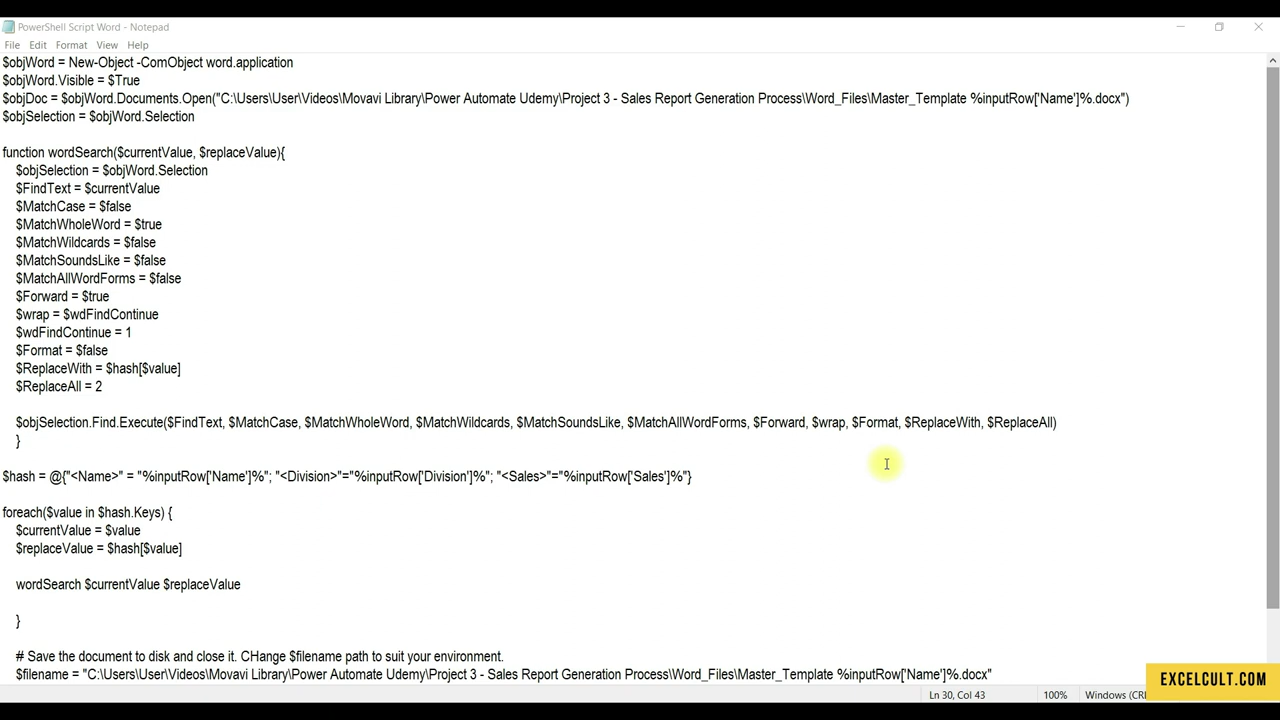 PowerShell Script Word - Notepad
File Edit Format View Help
$objWord = New-Object -ComObject word.application
$objWord.Visible = $True
$objDoc = $objWord.Documents.Open("C:\Users\User\Videos\Movavi Library\Power Automate Udemy\Project 3 - Sales Report Generation Process\Word_Files\Master_Template %inputRow['Name']%.docx")
$objSelection = $objWord.Selection
function wordSearch($currentValue, $replaceValue){
$objSelection = $objWord.Selection
$FindText = $currentValue
$MatchCase = $false
$MatchWholeWord = $true
$MatchWildcards = $false
$MatchSoundsLike = $false
$MatchAllWordForms = $false
$Forward = $true
$wrap = $wdFindContinue
$wdFindContinue = 1
$Format = $false
$ReplaceWith = $hash[$value]
$ReplaceAll = 2
$objSelection.Find.Execute($FindText, $MatchCase, $MatchWholeWord, $MatchWildcards, $MatchSoundsLike, $MatchAllWordForms, $Forward, $wrap, $Format, $ReplaceWith, $ReplaceAll)
}
$hash = @{"<Name>" = "%inputRow['Name']%"; "<Division>"="%inputRow['Division']%"; "<Sales>"="%inputRow['Sales']%"}
foreach($value in $hash.Keys) {
$currentValue = $value
$replaceValue = $hash[$value]
wordSearch $currentValue $replaceValue
}
# Save the document to disk and close it. CHange $filename path to suit your environment.
$filename = "C:\Users\User\Videos\Movavi Library\Power Automate Udemy\Project 3 - Sales Report Generation Process\Word_Files\Master_Template %inputRow['Name']%.docx"
Ln 30, Col 43 100% Windows (CRL
EXCELCULT.COM